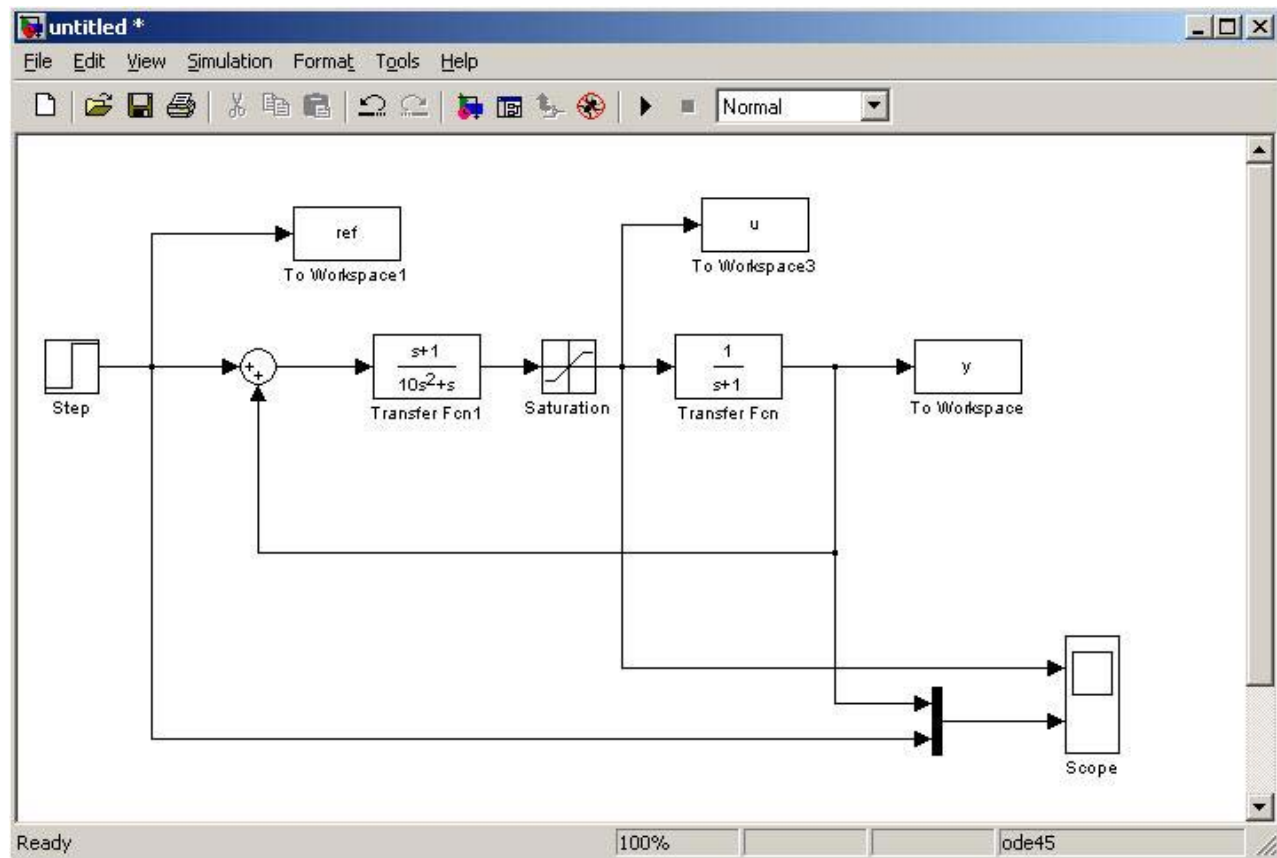 untitled *
File Edit View Simulation Format Tools Help
Normal
ref
To Workspace1
u
To Workspace3
Step
+
+
s+1
10s²+s
Transfer Fcn1
Saturation
1
s+1
Transfer Fcn
y
To Workspace
Scope
Ready 100% ode45